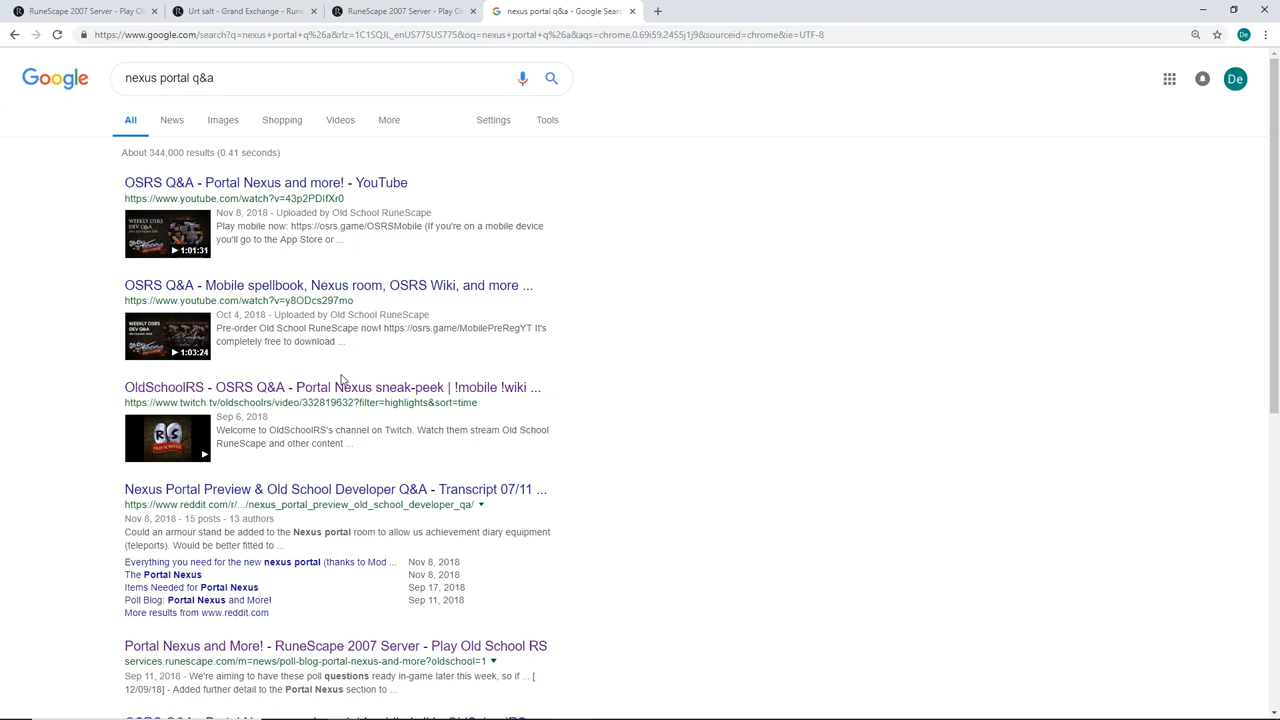 RuneScape 2007 Server - Play O
Urt salt - Grand Exchange - Rune
RuneScape 2007 Server - Play Ol
nexus portal q&a - Google Sear
https://www.google.com/search?q=nexus+portal+q%26a&rlz=1C1SQJL_enUS775US775&oq=nexus+portal+q%26a&aqs=chrome.0.69i59.2455j1j9&sourceid=chrome&ie=UTF-8
De
Google
nexus portal q&a
De
All News Images Shopping Videos More Settings Tools
About 344,000 results (0.41 seconds)
OSRS Q&A - Portal Nexus and more! - YouTube
https://www.youtube.com/watch?v=43p2PDIfXr0
Nov 8, 2018 - Uploaded by Old School RuneScape
Play mobile now: https://osrs.game/OSRSMobile (If you're on a mobile device
you'll go to the App Store or ...
WEEKLY OSRS
DEV Q&A
1:01:31
OSRS Q&A - Mobile spellbook, Nexus room, OSRS Wiki, and more ...
https://www.youtube.com/watch?v=y8ODcs297mo
Oct 4, 2018 - Uploaded by Old School RuneScape
Pre-order Old School RuneScape now! https://osrs.game/MobilePreRegYT It's
completely free to download ...
WEEKLY OSRS
DEV Q&A
1:03:24
OldSchoolRS - OSRS Q&A - Portal Nexus sneak-peek | !mobile !wiki ...
https://www.twitch.tv/oldschoolrs/video/332819632?filter=highlights&sort=time
Sep 6, 2018
Welcome to OldSchoolRS's channel on Twitch. Watch them stream Old School
RuneScape and other content ...
RS
OLD SCHOOL
Nexus Portal Preview & Old School Developer Q&A - Transcript 07/11 ...
https://www.reddit.com/r/.../nexus_portal_preview_old_school_developer_qa/
Nov 8, 2018 - 15 posts - 13 authors
Could an armour stand be added to the Nexus portal room to allow us achievement diary equipment
(teleports). Would be better fitted to ...
Everything you need for the new nexus portal (thanks to Mod ... Nov 8, 2018
The Portal Nexus Nov 8, 2018
Items Needed for Portal Nexus Sep 17, 2018
Poll Blog: Portal Nexus and More! Sep 11, 2018
More results from www.reddit.com
Portal Nexus and More! - RuneScape 2007 Server - Play Old School RS
services.runescape.com/m=news/poll-blog-portal-nexus-and-more?oldschool=1
Sep 11, 2018 - We're aiming to have these poll questions ready in-game later this week, so if ... [
12/09/18] - Added further detail to the Portal Nexus section to ...